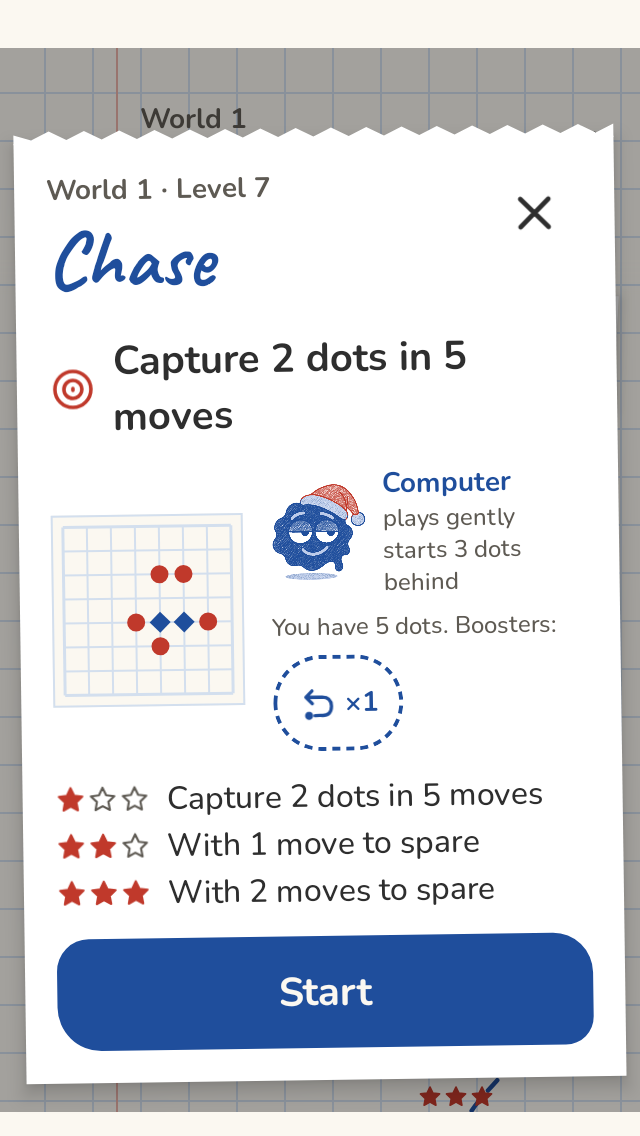 World 1
World 1 · Level 7
Chase
Capture 2 dots in 5
moves
Computer
plays gently
starts 3 dots
behind
You have 5 dots. Boosters:
×1
Capture 2 dots in 5 moves
With 1 move to spare
With 2 moves to spare
Start